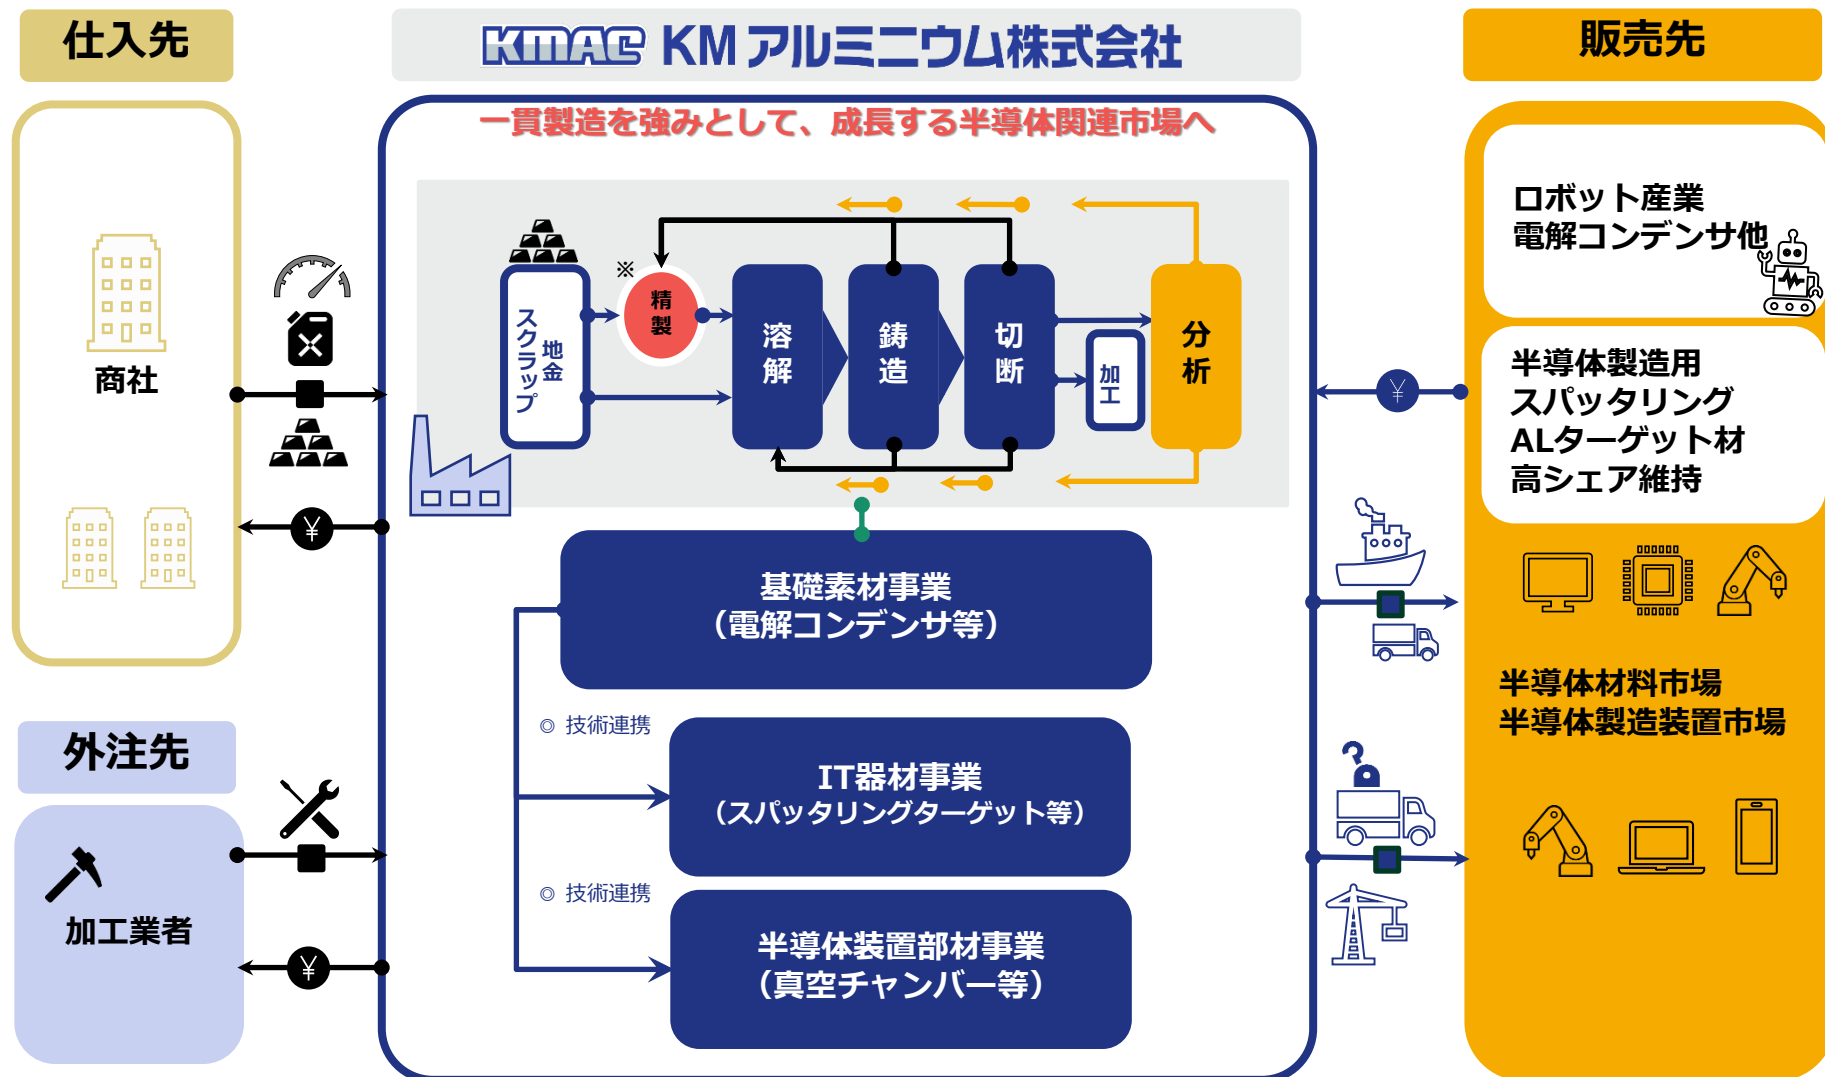 仕入先
KMAC KMアルミニウム株式会社
販売先
一貫製造を強みとして、成長する半導体関連市場へ
商社
¥
外注先
加工業者
¥
※
地金
スクラップ
精製
溶解
鋳造
切断
加工
分析
基礎素材事業
（電解コンデンサ等）
◎ 技術連携
IT器材事業
（スパッタリングターゲット等）
◎ 技術連携
半導体装置部材事業
（真空チャンバー等）
¥
ロボット産業
電解コンデンサ他
半導体製造用
スパッタリング
ALターゲット材
高シェア維持
半導体材料市場
半導体製造装置市場